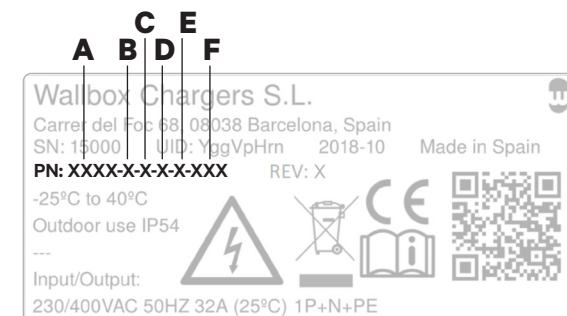 C E
A B D F
Wallbox Chargers S.L.
Carrer del Foc 68, 08038 Barcelona, Spain
SN: 15000 UID: YggVpHrn 2018-10 Made in Spain
PN: XXXX-X-X-X-X-XXX REV: X
-25ºC to 40ºC
Outdoor use IP54
CE
---
i
Input/Output:
230/400VAC 50HZ 32A (25ºC) 1P+N+PE